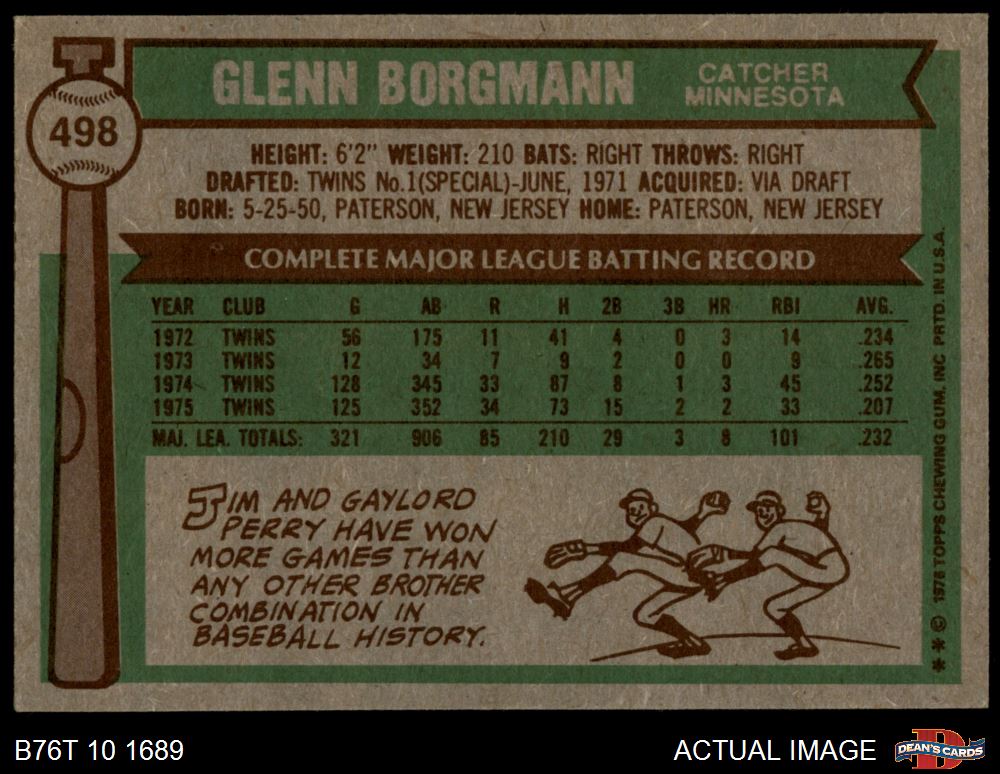 GLENN BORGMANN
CATCHER
MINNESOTA
498
HEIGHT: 6'2" WEIGHT: 210 BATS: RIGHT THROWS: RIGHT
DRAFTED: TWINS No.1(SPECIAL)-JUNE, 1971 ACQUIRED: VIA DRAFT
BORN: 5-25-50, PATERSON, NEW JERSEY HOME: PATERSON, NEW JERSEY
COMPLETE MAJOR LEAGUE BATTING RECORD
YEAR CLUB G AB R H 2B 3B HR RBI AVG.
1972 TWINS 56 175 11 41 4 0 3 14 .234
1973 TWINS 12 34 7 9 2 0 0 9 .265
1974 TWINS 128 345 33 87 8 1 3 45 .252
1975 TWINS 125 352 34 73 15 2 2 33 .207
MAJ. LEA. TOTALS: 321 906 85 210 29 3 8 101 .232
JIM AND GAYLORD
PERRY HAVE WON
MORE GAMES THAN
ANY OTHER BROTHER
COMBINATION IN
BASEBALL HISTORY.
** © 1976 TOPPS CHEWING GUM, INC PRTD. IN U.S.A.
B76T 10 1689
ACTUAL IMAGE
D
DEAN'S CARDS